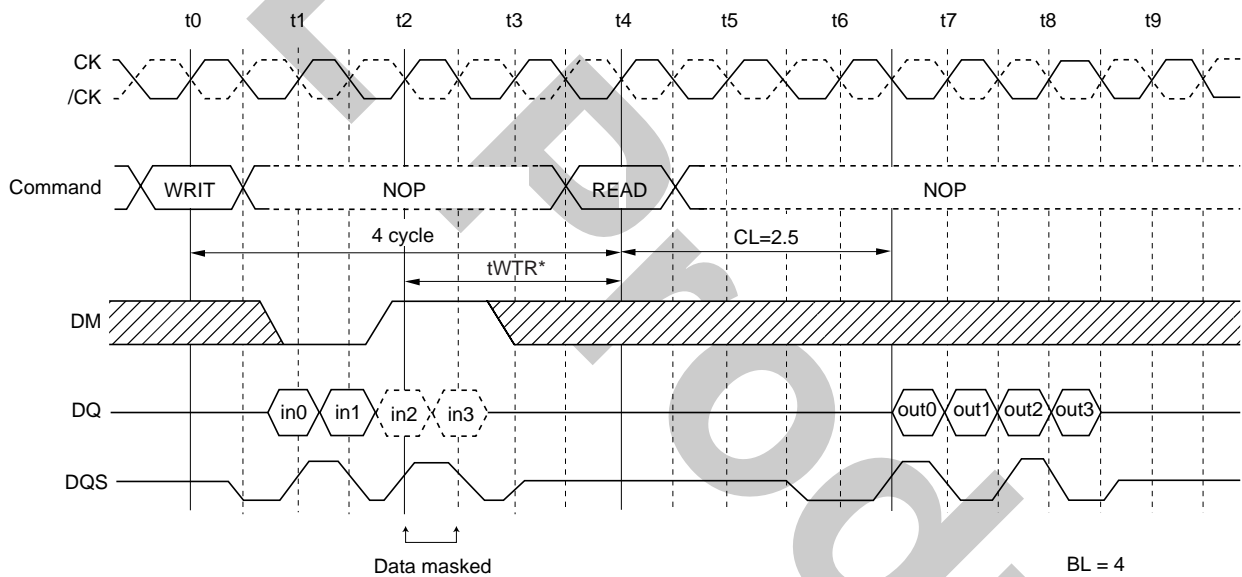 t0 t1 t2 t3 t4 t5 t6 t7 t8 t9
CK
/CK
Command WRIT NOP READ NOP
4 cycle CL=2.5
tWTR*
DM
DQ in0 in1 in2 in3 out0 out1 out2 out3
DQS
Data masked BL = 4